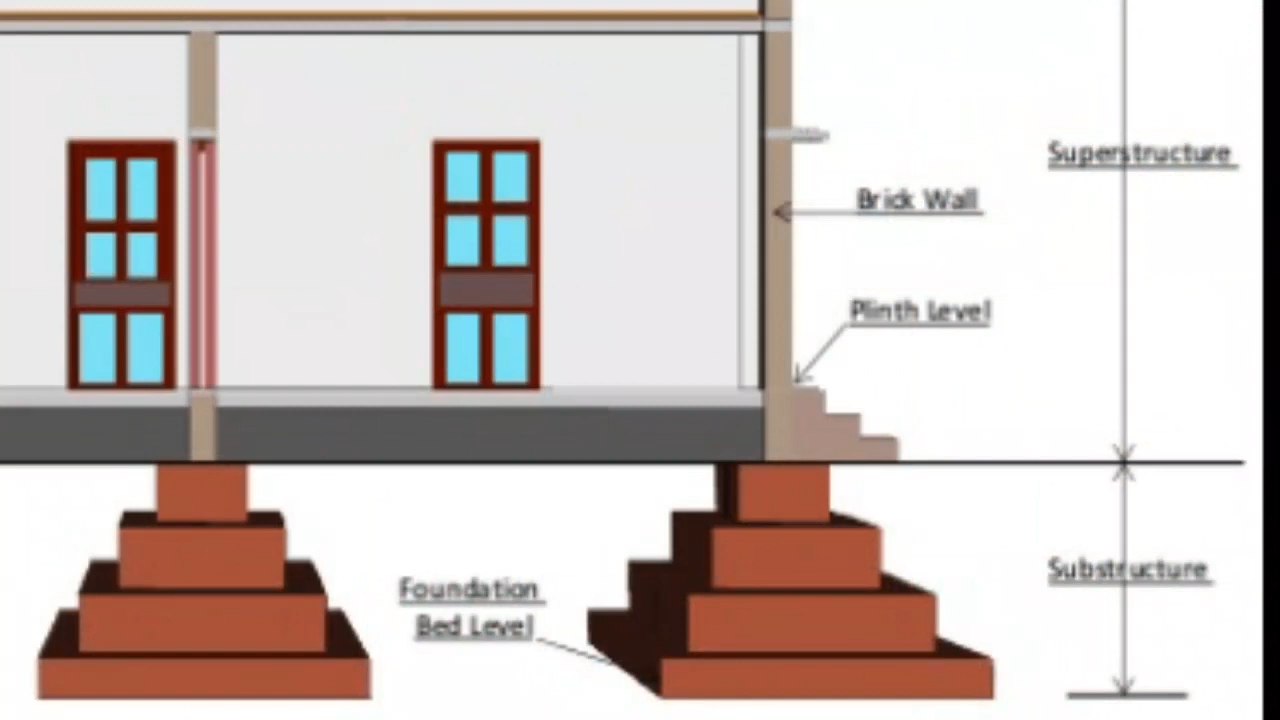 Superstructure
Brick Wall
Plinth Level
Substructure
Foundation
Bed Level